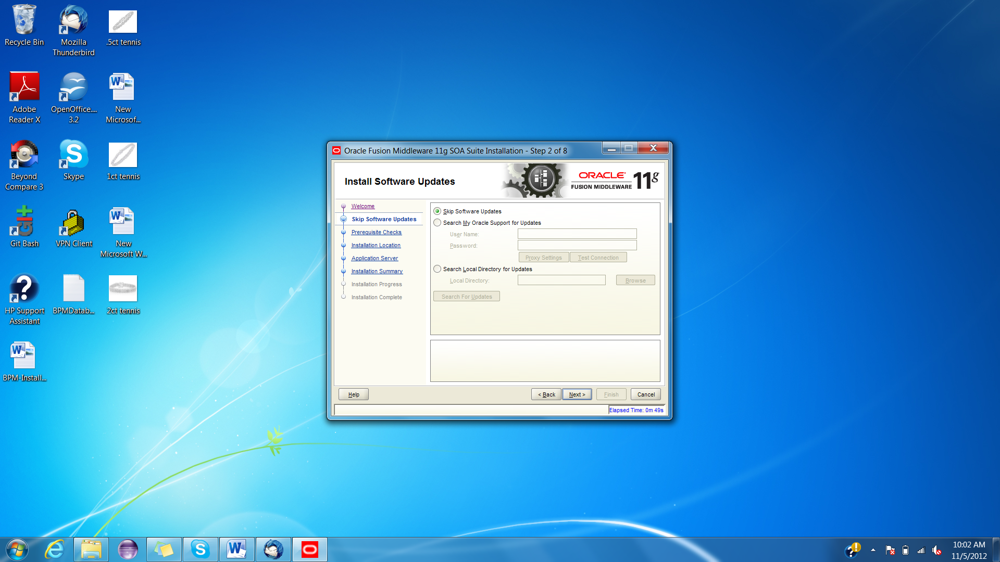 Recycle Bin
Mozilla
Thunderbird
.5ct tennis
Adobe
Reader X
OpenOffice....
3.2
New
Microsof...
Beyond
Compare 3
Skype
1ct tennis
Git Bash
VPN Client
New
Microsoft W...
HP Support
Assistant
BPMDatab...
2ct tennis
BPM-Install...
Oracle Fusion Middleware 11g SOA Suite Installation - Step 2 of 8
Install Software Updates
ORACLE
FUSION MIDDLEWARE
11g
Welcome
Skip Software Updates
Prerequisite Checks
Installation Location
Application Server
Installation Summary
Installation Progress
Installation Complete
Skip Software Updates
Search My Oracle Support for Updates
User Name:
Password:
Proxy Settings
Test Connection
Search Local Directory for Updates
Local Directory:
Browse
Search For Updates
Help
< Back
Next >
Finish
Cancel
Elapsed Time: 0m 49s
10:02 AM
11/5/2012